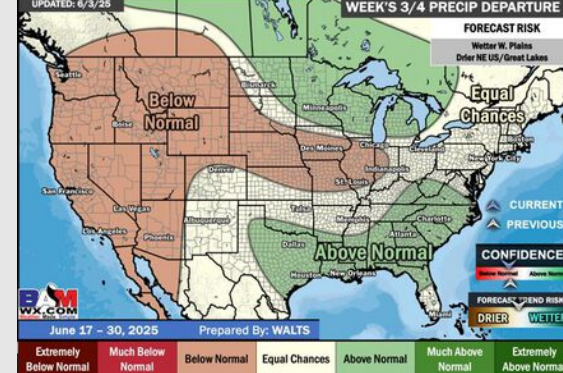 UPDATED: 6/3/25
WEEK'S 3/4 PRECIP DEPARTURE
FORECAST RISK
Wetter W. Plains
Drier NE US/Great Lakes
Seattle
Below
Normal
Boise
Bismarck
Minneapolis
Equal
Chances
Boston
Chicago
Cleveland
New York City
Des Moines
Indianapolis
San Francisco
Denver
St. Louis
Las Vegas
Los Angeles
Albuquerque
Phoenix
Tulsa
Memphis
Charlotte
Atlanta
Dallas
Above Normal
Houston
New Orleans
Miami
CURRENT
PREVIOUS
CONFIDENCE
Below Normal
Above Norma
FORECAST TREND RISK
DRIER
WETTE
BAM
WX.COM
June 17 – 30, 2025
Prepared By: WALTS
Extremely Below Normal
Much Below Normal
Below Normal
Equal Chances
Above Normal
Much Above Normal
Extremely Above Normal